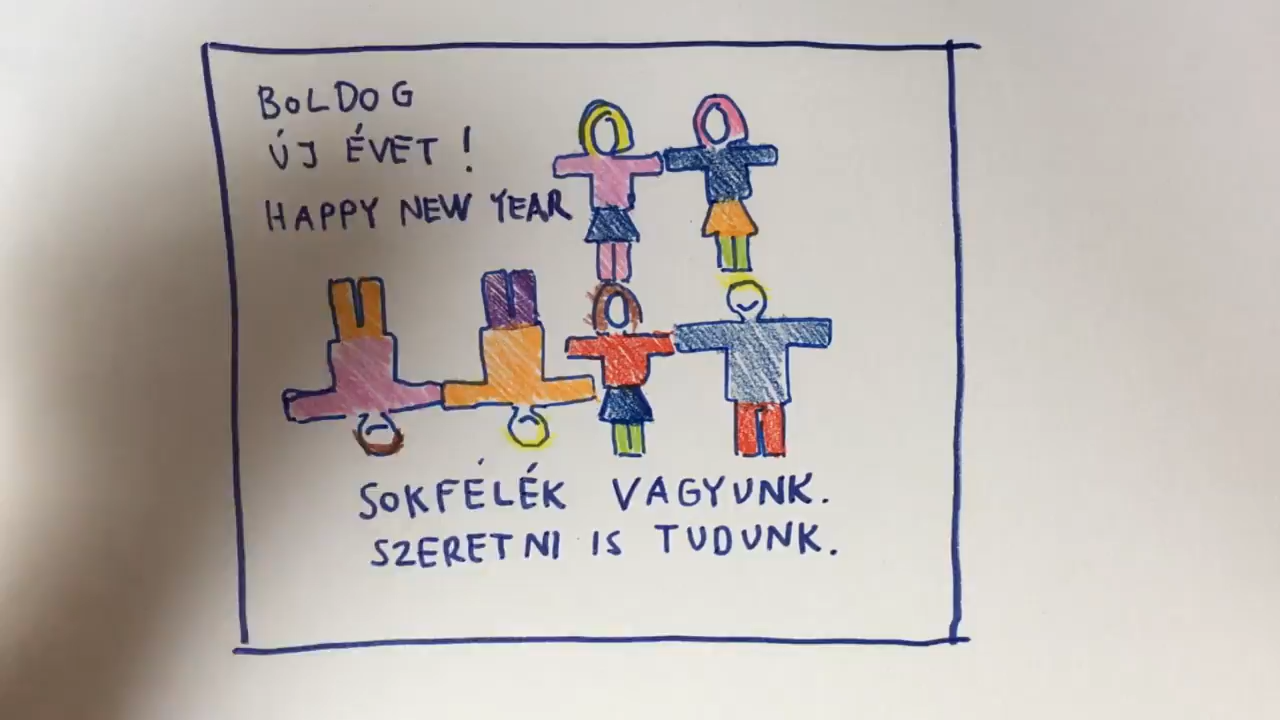 BOLDOG
ÚJ ÉVET!
HAPPY NEW YEAR
SOKFÉLÉK VAGYUNK.
SZERETNI IS TUDUNK.